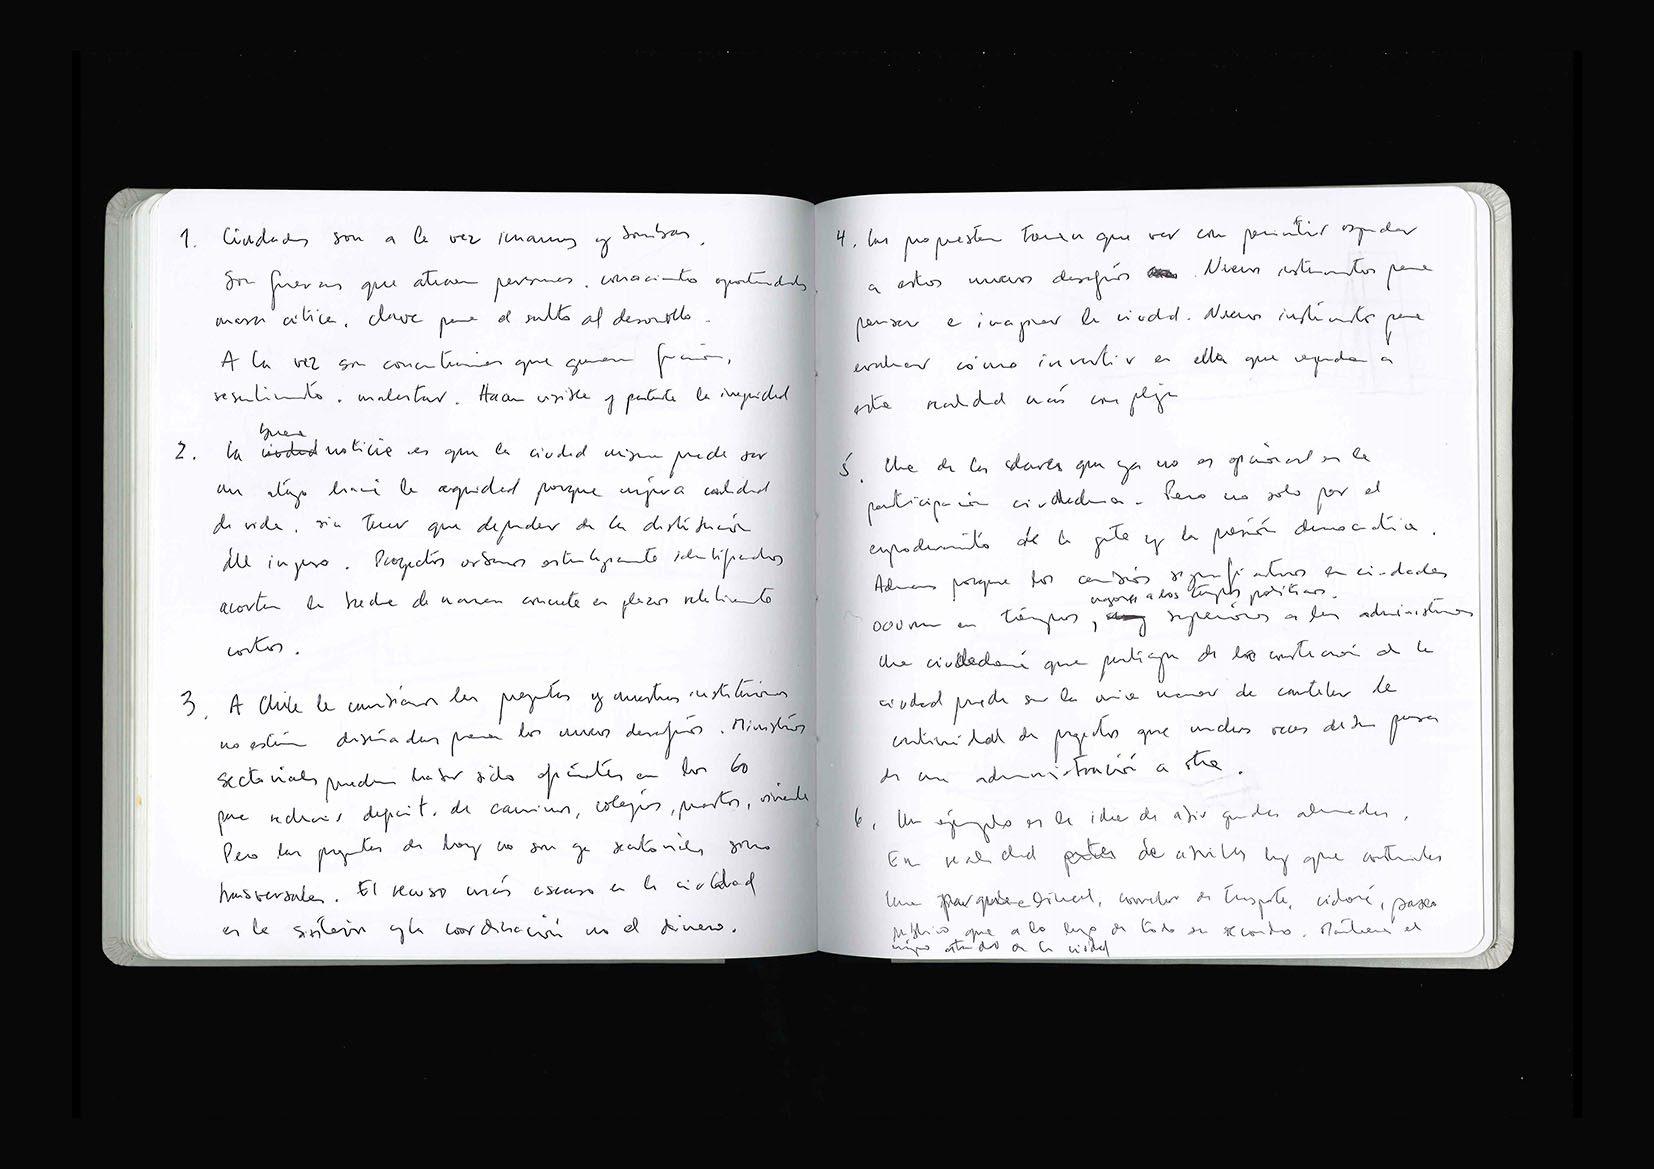 1. Ciudades son a la vez imanes y bombas.
Son fuerzas que atraen personas, conocimiento oportunidades,
masa crítica. Clave para el salto al desarrollo.
A la vez son concentraciones que generan fricción,
resentimiento, malestar. Hacen visible y patente la inequidad
buena
2. La ciudad noticia es que la ciudad misma puede ser
un atajo hacia la equidad porque mejora calidad
de vida, sin tener que depender de la distribución
del ingreso. Proyectos urbanos estratégicamente identificados
acortan la brecha de manera concreta en plazos relativamente
cortos.
3. A Chile le cambiaron las preguntas y nuestras instituciones
no están diseñadas para los nuevos desafíos. Ministerios
sectoriales pueden haber sido eficientes en los 60
para reducir deficit, de caminos, colegios, puertos, vivienda
Pero las preguntas de hoy no son ya sectoriales sino
transversales. El recurso más escaso en la ciudad
es la síntesis y la coordinación no el dinero.
4. Las propuestas tienen que ver con permitir responder
a estos nuevos desafíos. Nuevos instrumentos para
pensar e imaginar la ciudad. Nuevos instrumentos para
evaluar cómo invertir en ella que respondan a
esta realidad más compleja
5. Una de las claves que ya no es opcional es la
participación ciudadana. Pero no solo por el
empoderamiento de la gente y la presión democrática.
Además porque los cambios significativos en ciudades
mayores a los tiempos políticos.
ocurren en tiempos, superiores a las administraciones
Una ciudadanía que participa de la construcción de la
ciudad puede ser la única manera de cautelar la
continuidad de proyectos que muchas veces deben pasar
de una administración a otra.
6. Un ejemplo es la idea de abrir grandes alamedas.
En realidad antes de abrirlas hay que construirlas
Una parque lineal, corredor de transporte, ciclovía, paseo
público que a lo largo de todo su recorrido. Mantiene el
mejor estándar de la ciudad